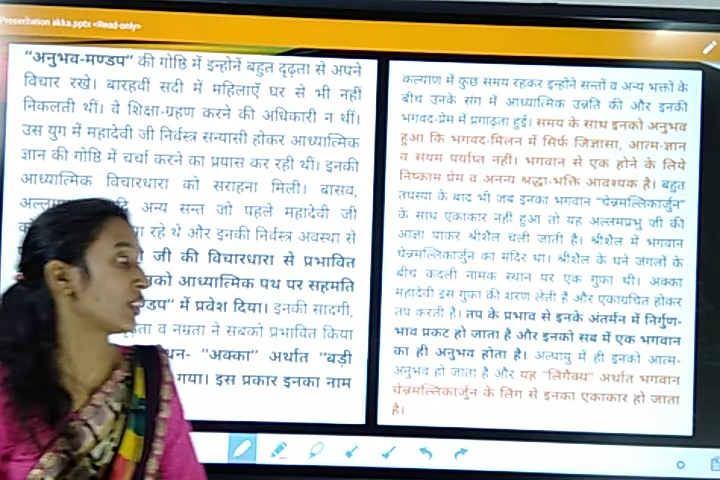 Presentation akka.pptx <Read-only>
"अनुभव-मण्डप" की गोष्ठि में इन्होनें बहुत दृढ़ता से अपने
विचार रखे। बारहवीं सदी में महिलाएँ घर से भी नहीं
निकलती थीं। वे शिक्षा-ग्रहण करने की अधिकारी न थीं।
उस युग में महादेवी जी निर्वस्त्र सन्यासी होकर आध्यात्मिक
ज्ञान की गोष्ठि में चर्चा करने का प्रयास कर रही थीं। इनकी
आध्यात्मिक विचारधारा को सराहना मिली। बासव,
अन्य सन्त जो पहले महादेवी जी
रहे थे और इनकी निर्वस्त्र अवस्था से
जी की विचारधारा से प्रभावित
आध्यात्मिक पथ पर सहमति
में प्रवेश दिया। इनकी सादगी,
व नम्रता ने सबको प्रभावित किया
"अक्का" अर्थात "बड़ी
गया। इस प्रकार इनका नाम
कल्याण में कुछ समय रहकर इन्होंने सन्तों व अन्य भक्तों के
बीच उनके संग में आध्यात्मिक उन्नति की और इनकी
भगवद-प्रेम में प्रगाढ़ता हुई। समय के साथ इनको अनुभव
हुआ कि भगवद-मिलन में सिर्फ जिज्ञासा, आत्म-ज्ञान
व संयम पर्याप्त नहीं। भगवान से एक होने के लिये
निष्काम प्रेम व अनन्य श्रद्धा-भक्ति आवश्यक है। बहुत
तपस्या के बाद भी जब इनका भगवान "चेन्नमल्लिकार्जुन"
के साथ एकाकार नही हुआ तो यह अल्लमप्रभु जी की
आज्ञा पाकर श्रीशैल चली जाती है। श्रीशैल में भगवान
चेन्नमल्लिकार्जुन का मंदिर था। श्रीशैल के घने जंगलों के
बीच कदली नामक स्थान पर एक गुफा थी। अक्का
महादेवी इस गुफा की शरण लेती है और एकाग्रचित होकर
तप करती है। तप के प्रभाव से इनके अंतर्मन में निर्गुण-
भाव प्रकट हो जाता है और इनको सब में एक भगवान
का ही अनुभव होता है। अल्पायु में ही इनको आत्म-
अनुभव हो जाता है और यह "लिंगैक्य" अर्थात भगवान
चेन्नमल्लिकार्जुन के लिंग से इनका एकाकार हो जाता
है।